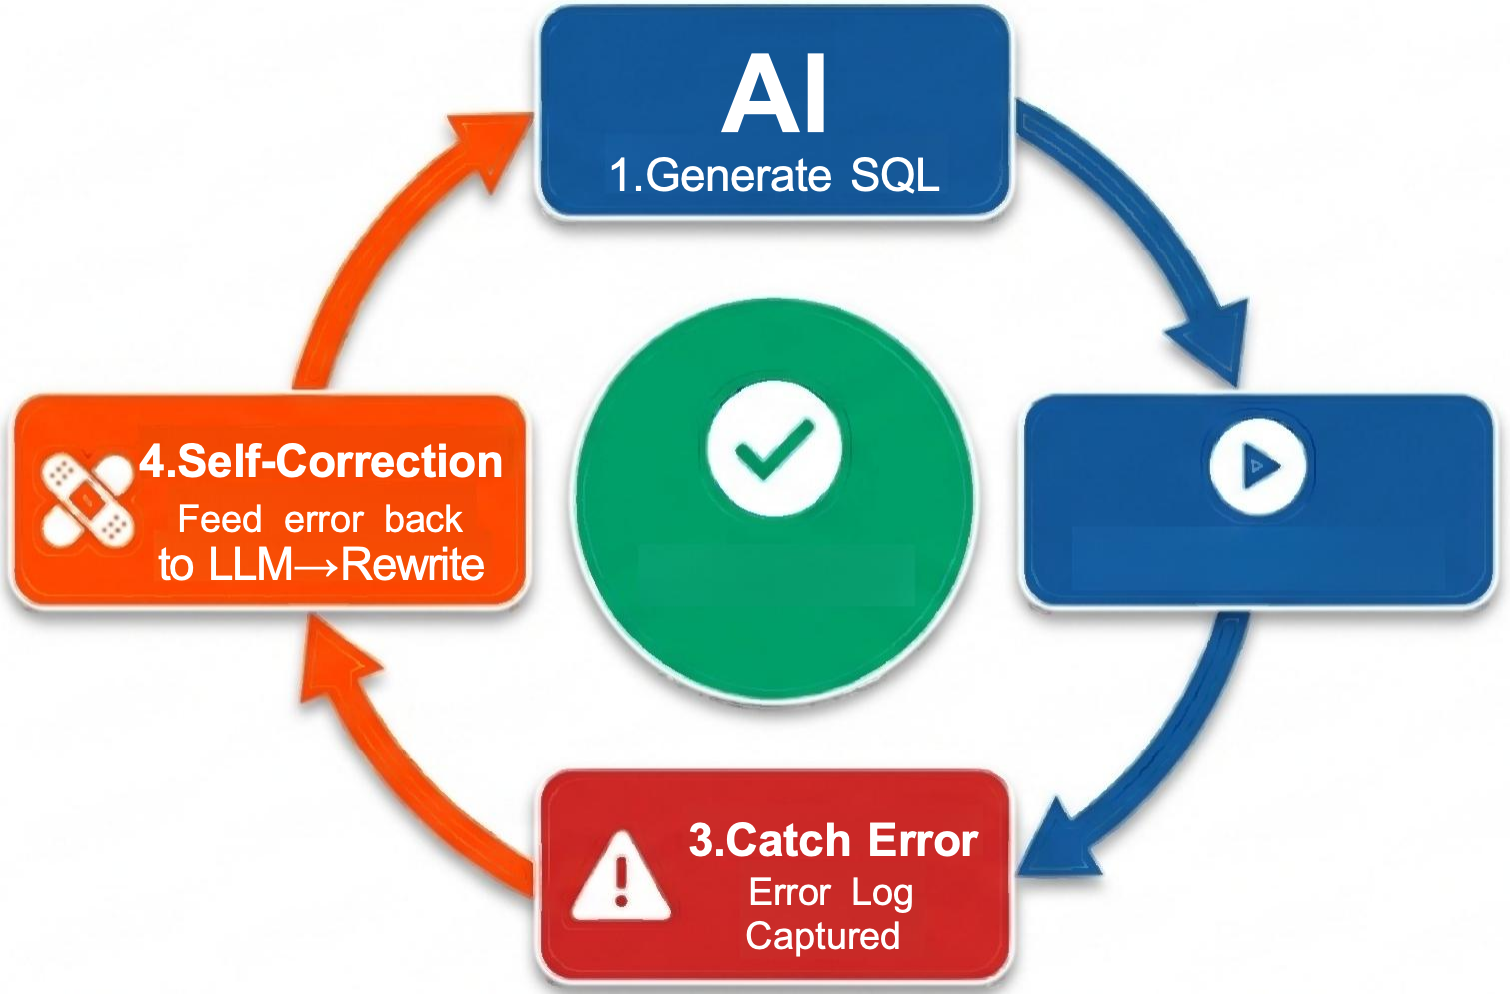 AI
1.Generate SQL
4.Self-Correction
Feed error back
to LLM→Rewrite
3.Catch Error
Error Log
Captured